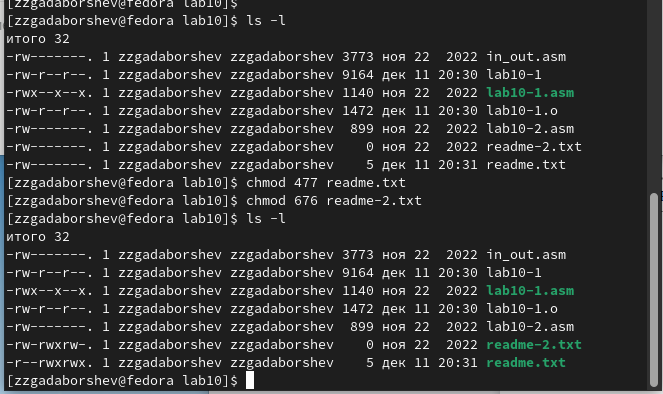 [zzgadaborshev@fedora lab10]$
[zzgadaborshev@fedora lab10]$ ls -l
итого 32
-rw-------. 1 zzgadaborshev zzgadaborshev 3773 ноя 22  2022 in_out.asm
-rw-r--r--. 1 zzgadaborshev zzgadaborshev 9164 дек 11 20:30 lab10-1
-rwx--x--x. 1 zzgadaborshev zzgadaborshev 1140 ноя 22  2022 lab10-1.asm
-rw-r--r--. 1 zzgadaborshev zzgadaborshev 1472 дек 11 20:30 lab10-1.o
-rw-------. 1 zzgadaborshev zzgadaborshev  899 ноя 22  2022 lab10-2.asm
-rw-------. 1 zzgadaborshev zzgadaborshev    0 ноя 22  2022 readme-2.txt
-rw-------. 1 zzgadaborshev zzgadaborshev    5 дек 11 20:31 readme.txt
[zzgadaborshev@fedora lab10]$ chmod 477 readme.txt
[zzgadaborshev@fedora lab10]$ chmod 676 readme-2.txt
[zzgadaborshev@fedora lab10]$ ls -l
итого 32
-rw-------. 1 zzgadaborshev zzgadaborshev 3773 ноя 22  2022 in_out.asm
-rw-r--r--. 1 zzgadaborshev zzgadaborshev 9164 дек 11 20:30 lab10-1
-rwx--x--x. 1 zzgadaborshev zzgadaborshev 1140 ноя 22  2022 lab10-1.asm
-rw-r--r--. 1 zzgadaborshev zzgadaborshev 1472 дек 11 20:30 lab10-1.o
-rw-------. 1 zzgadaborshev zzgadaborshev  899 ноя 22  2022 lab10-2.asm
-rw-rwxrw-. 1 zzgadaborshev zzgadaborshev    0 ноя 22  2022 readme-2.txt
-r--rwxrwx. 1 zzgadaborshev zzgadaborshev    5 дек 11 20:31 readme.txt
[zzgadaborshev@fedora lab10]$